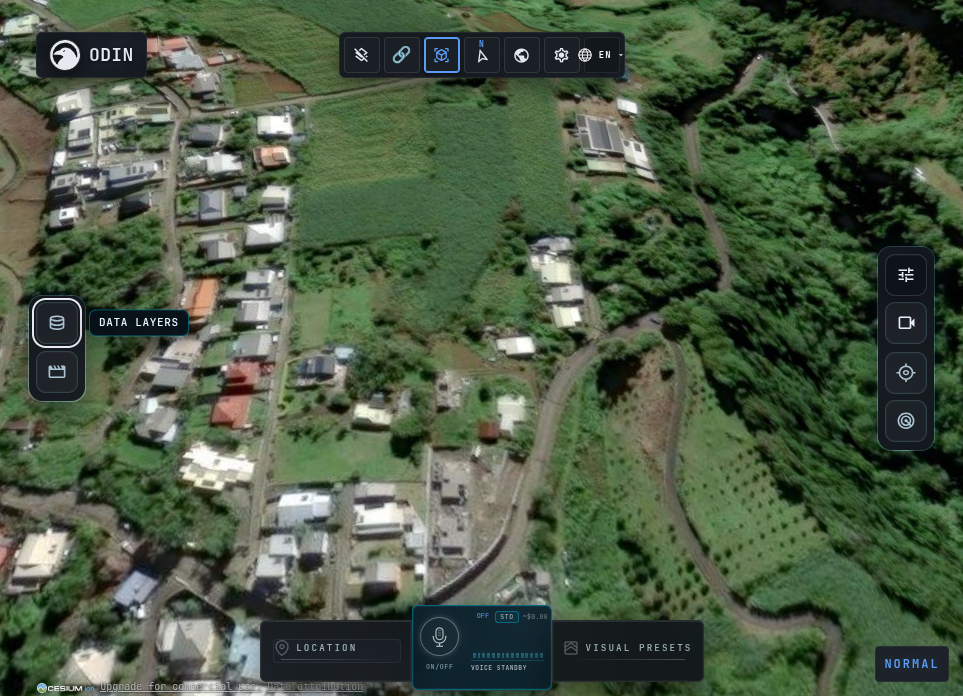 ODIN
N
EN
DATA LAYERS
OFF STD ~$0.00
LOCATION
ON/OFF
VOICE STANDBY
VISUAL PRESETS
NORMAL
CESIUM ion Upgrade for commercial use. Data attribution